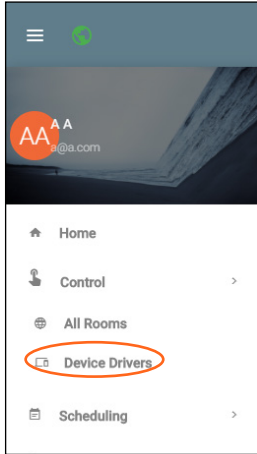 A A
AA
a@a.com
Home
Control
All Rooms
Device Drivers
Scheduling